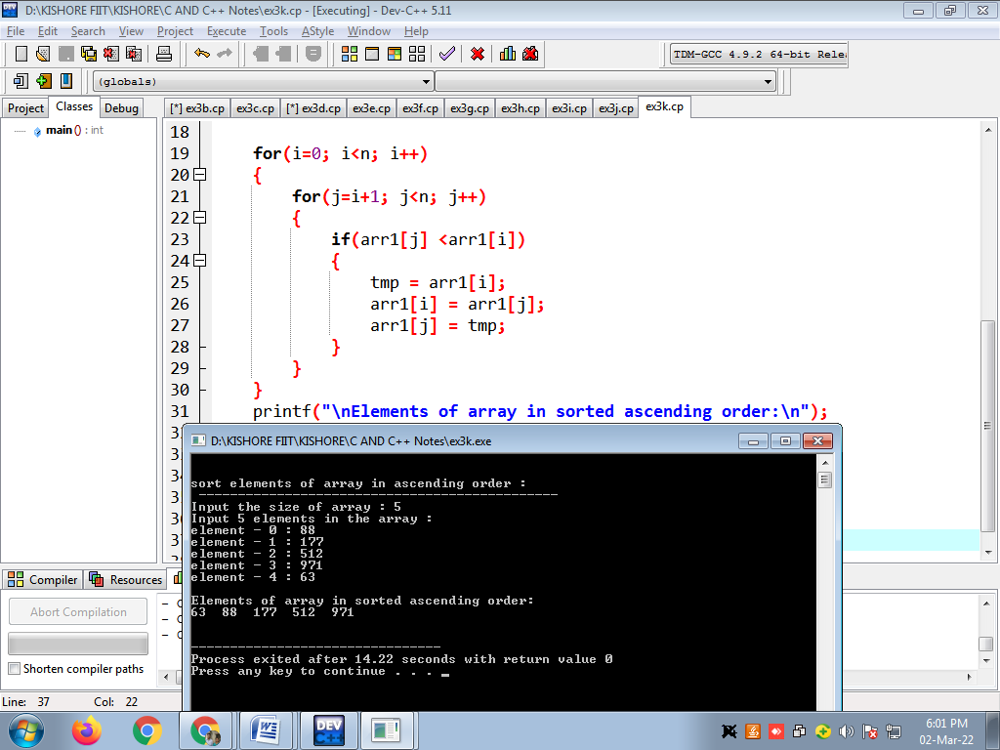 D:\KISHORE FIIT\KISHORE\C AND C++ Notes\ex3k.cp - [Executing] - Dev-C++ 5.11
File Edit Search View Project Execute Tools AStyle Window Help
TDM-GCC 4.9.2 64-bit Rele
(globals)
Project Classes Debug [*] ex3b.cp ex3c.cp [*] ex3d.cp ex3e.cp ex3f.cp ex3g.cp ex3h.cp ex3i.cp ex3j.cp ex3k.cp
main () : int
18
19 for(i=0; i<n; i++)
20 {
21 for(j=i+1; j<n; j++)
22 {
23 if(arr1[j] <arr1[i])
24 {
25 tmp = arr1[i];
26 arr1[i] = arr1[j];
27 arr1[j] = tmp;
28 }
29 }
30 }
31 printf("\nElements of array in sorted ascending order:\n");
D:\KISHORE FIIT\KISHORE\C AND C++ Notes\ex3k.exe
sort elements of array in ascending order :
-----------------------------------------------
Input the size of array : 5
Input 5 elements in the array :
element - 0 : 88
element - 1 : 177
element - 2 : 512
element - 3 : 971
element - 4 : 63
Elements of array in sorted ascending order:
63 88 177 512 971
--------------------------------
Process exited after 14.22 seconds with return value 0
Press any key to continue . . . _
Compiler Resources
Abort Compilation
Shorten compiler paths
Line: 37 Col: 22
DEV C++
6:01 PM
02-Mar-22